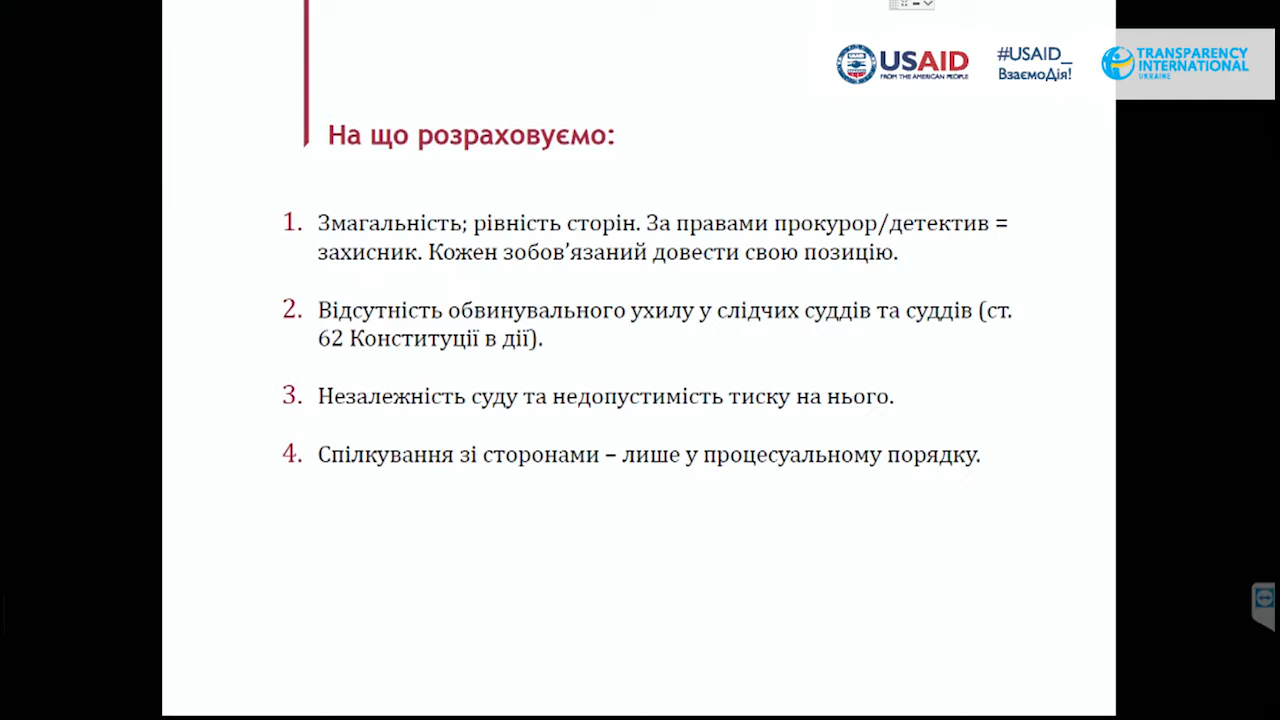 USAID
FROM THE AMERICAN PEOPLE
#USAID_
ВзаємоДія!
TRANSPARENCY
INTERNATIONAL
UKRAINE
На що розраховуємо:
1. Змагальність; рівність сторін. За правами прокурор/детектив =
захисник. Кожен зобов’язаний довести свою позицію.
2. Відсутність обвинувального ухилу у слідчих суддів та суддів (ст.
62 Конституції в дії).
3. Незалежність суду та недопустимість тиску на нього.
4. Спілкування зі сторонами – лише у процесуальному порядку.